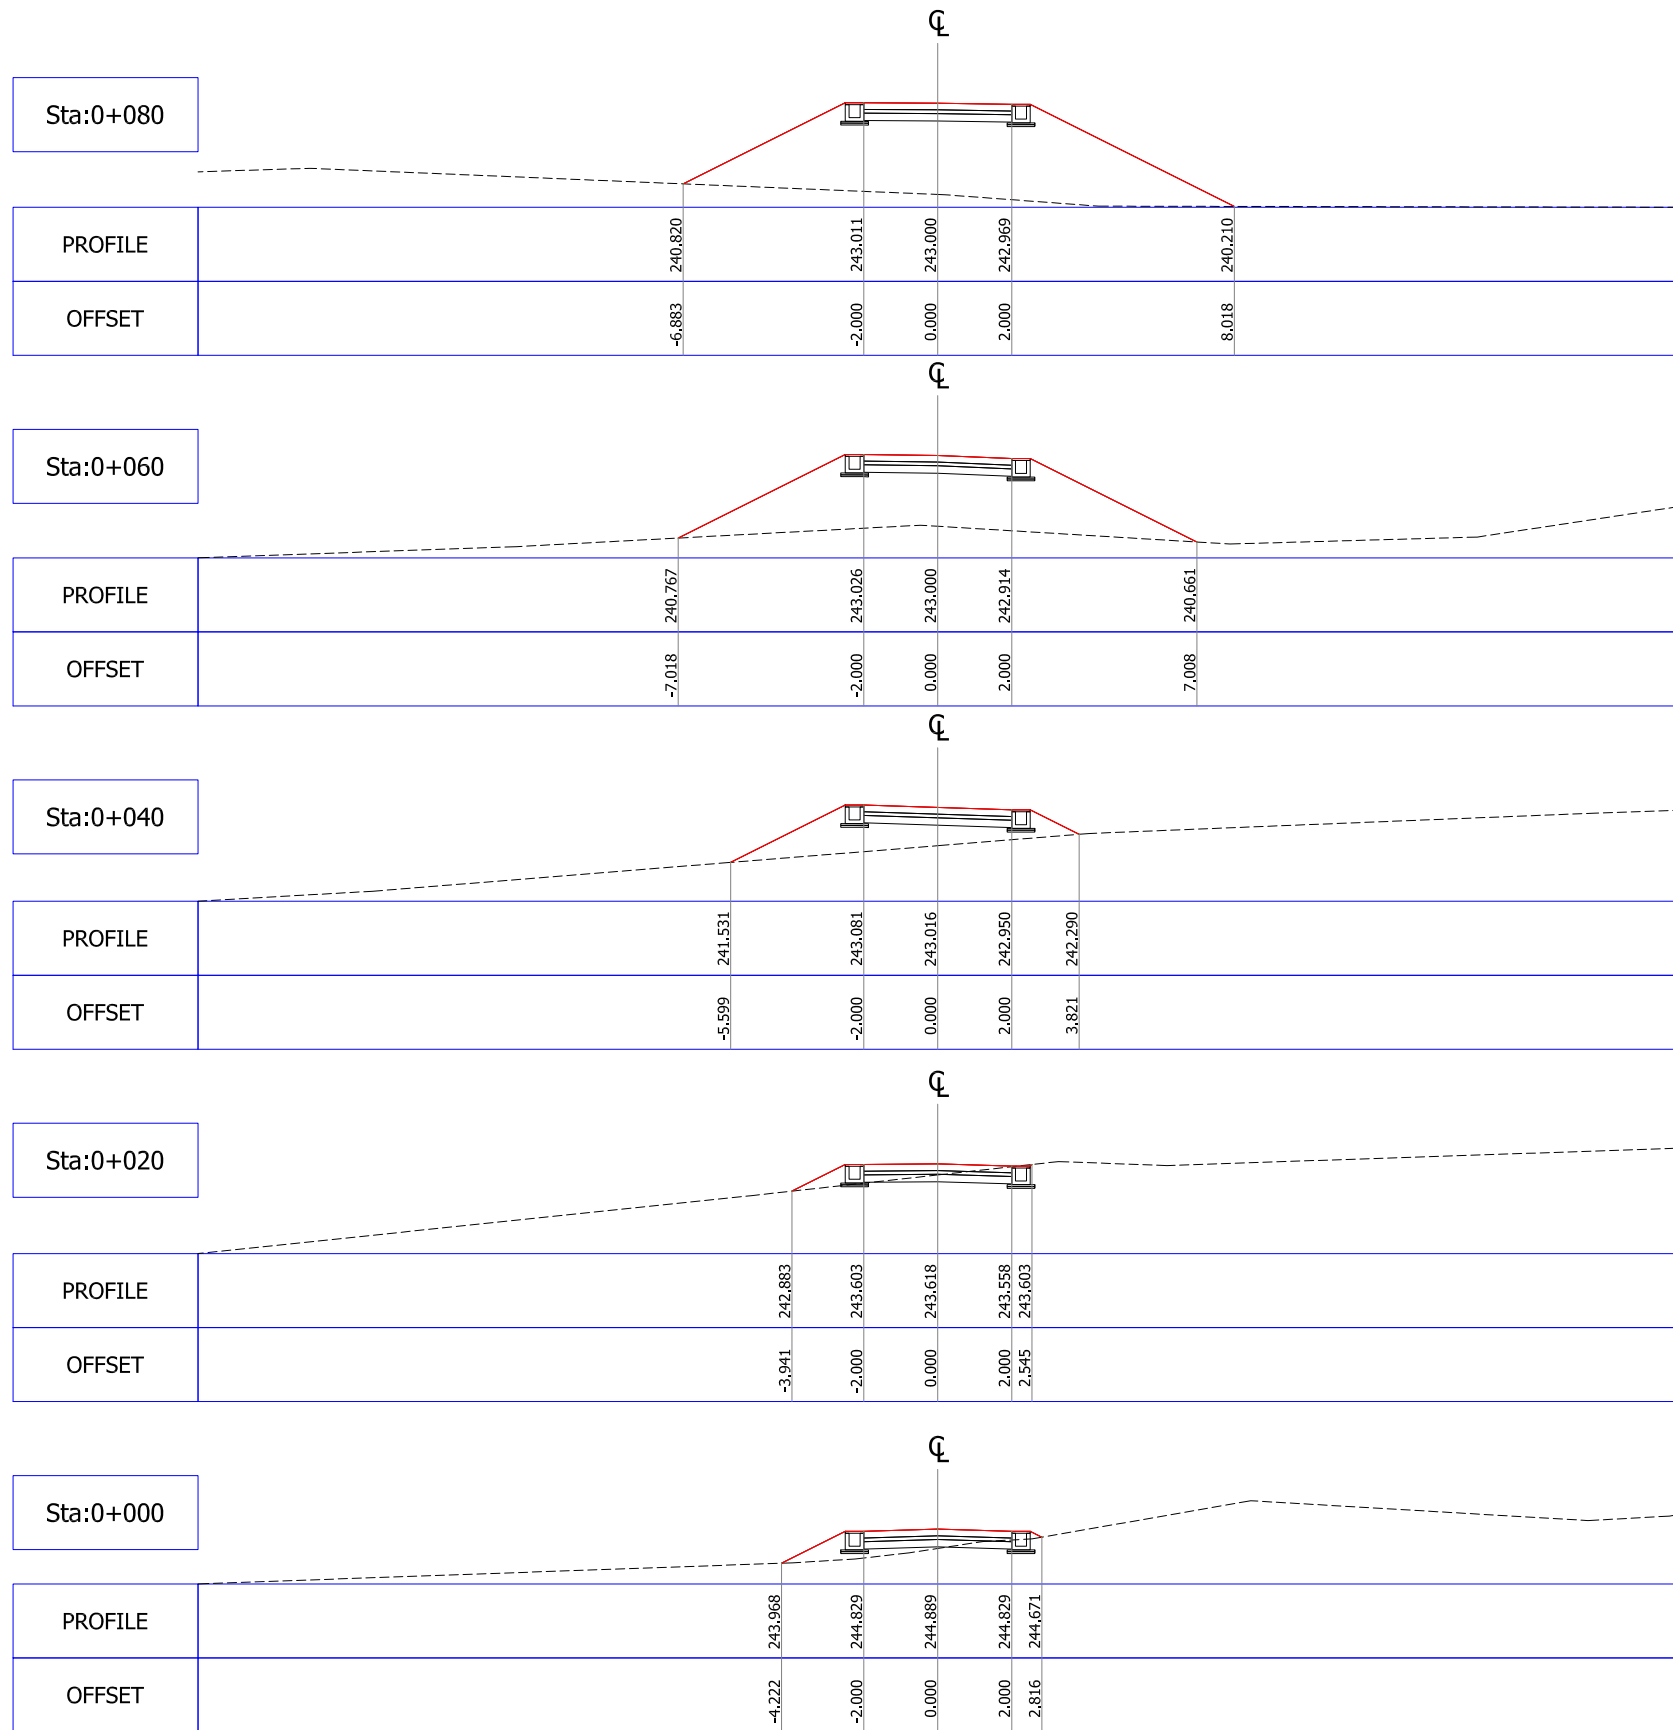 ℄
Sta:0+080
PROFILE 240.820 243.011 243.000 242.969 240.210
OFFSET -6.883 -2.000 0.000 2.000 8.018
℄
Sta:0+060
PROFILE 240.767 243.026 243.000 242.914 240.661
OFFSET -7.018 -2.000 0.000 2.000 7.008
℄
Sta:0+040
PROFILE 241.531 243.081 243.016 242.950 242.290
OFFSET -5.599 -2.000 0.000 2.000 3.821
℄
Sta:0+020
PROFILE 242.883 243.603 243.618 243.558 243.603
OFFSET -3.941 -2.000 0.000 2.000 2.545
℄
Sta:0+000
PROFILE 243.968 244.829 244.889 244.829 244.671
OFFSET -4.222 -2.000 0.000 2.000 2.816